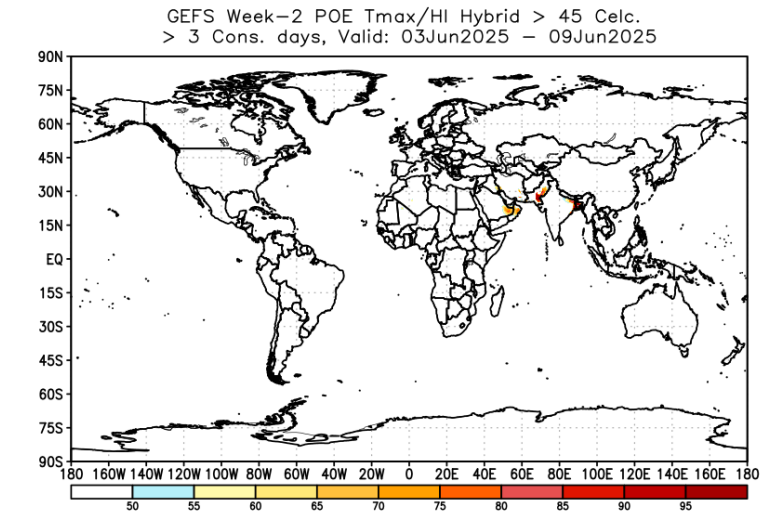 GEFS Week-2 POE Tmax/HI Hybrid > 45 Celc.
> 3 Cons. days, Valid: 03Jun2025 - 09Jun2025
90N
75N
60N
45N
30N
15N
EQ
15S
30S
45S
60S
75S
90S
180 160W 140W 120W 100W 80W 60W 40W 20W 0 20E 40E 60E 80E 100E 120E 140E 160E 180
50 55 60 65 70 75 80 85 90 95